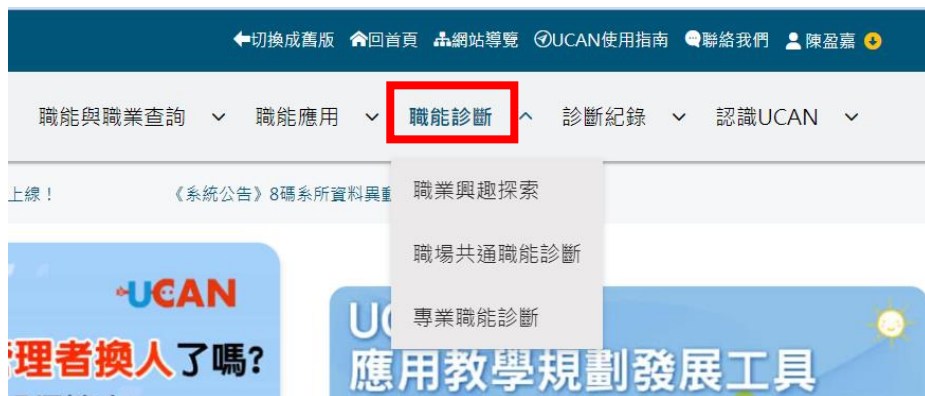 切換成舊版 回首頁 網站導覽 UCAN使用指南 聯絡我們 陳盈嘉
職能與職業查詢 職能應用 職能診斷 診斷紀錄 認識UCAN
上線！ 《系統公告》8碼系所資料異動
職業興趣探索
職場共通職能診斷
專業職能診斷
UCAN
理者換人了嗎?
UC
應用教學規劃發展工具